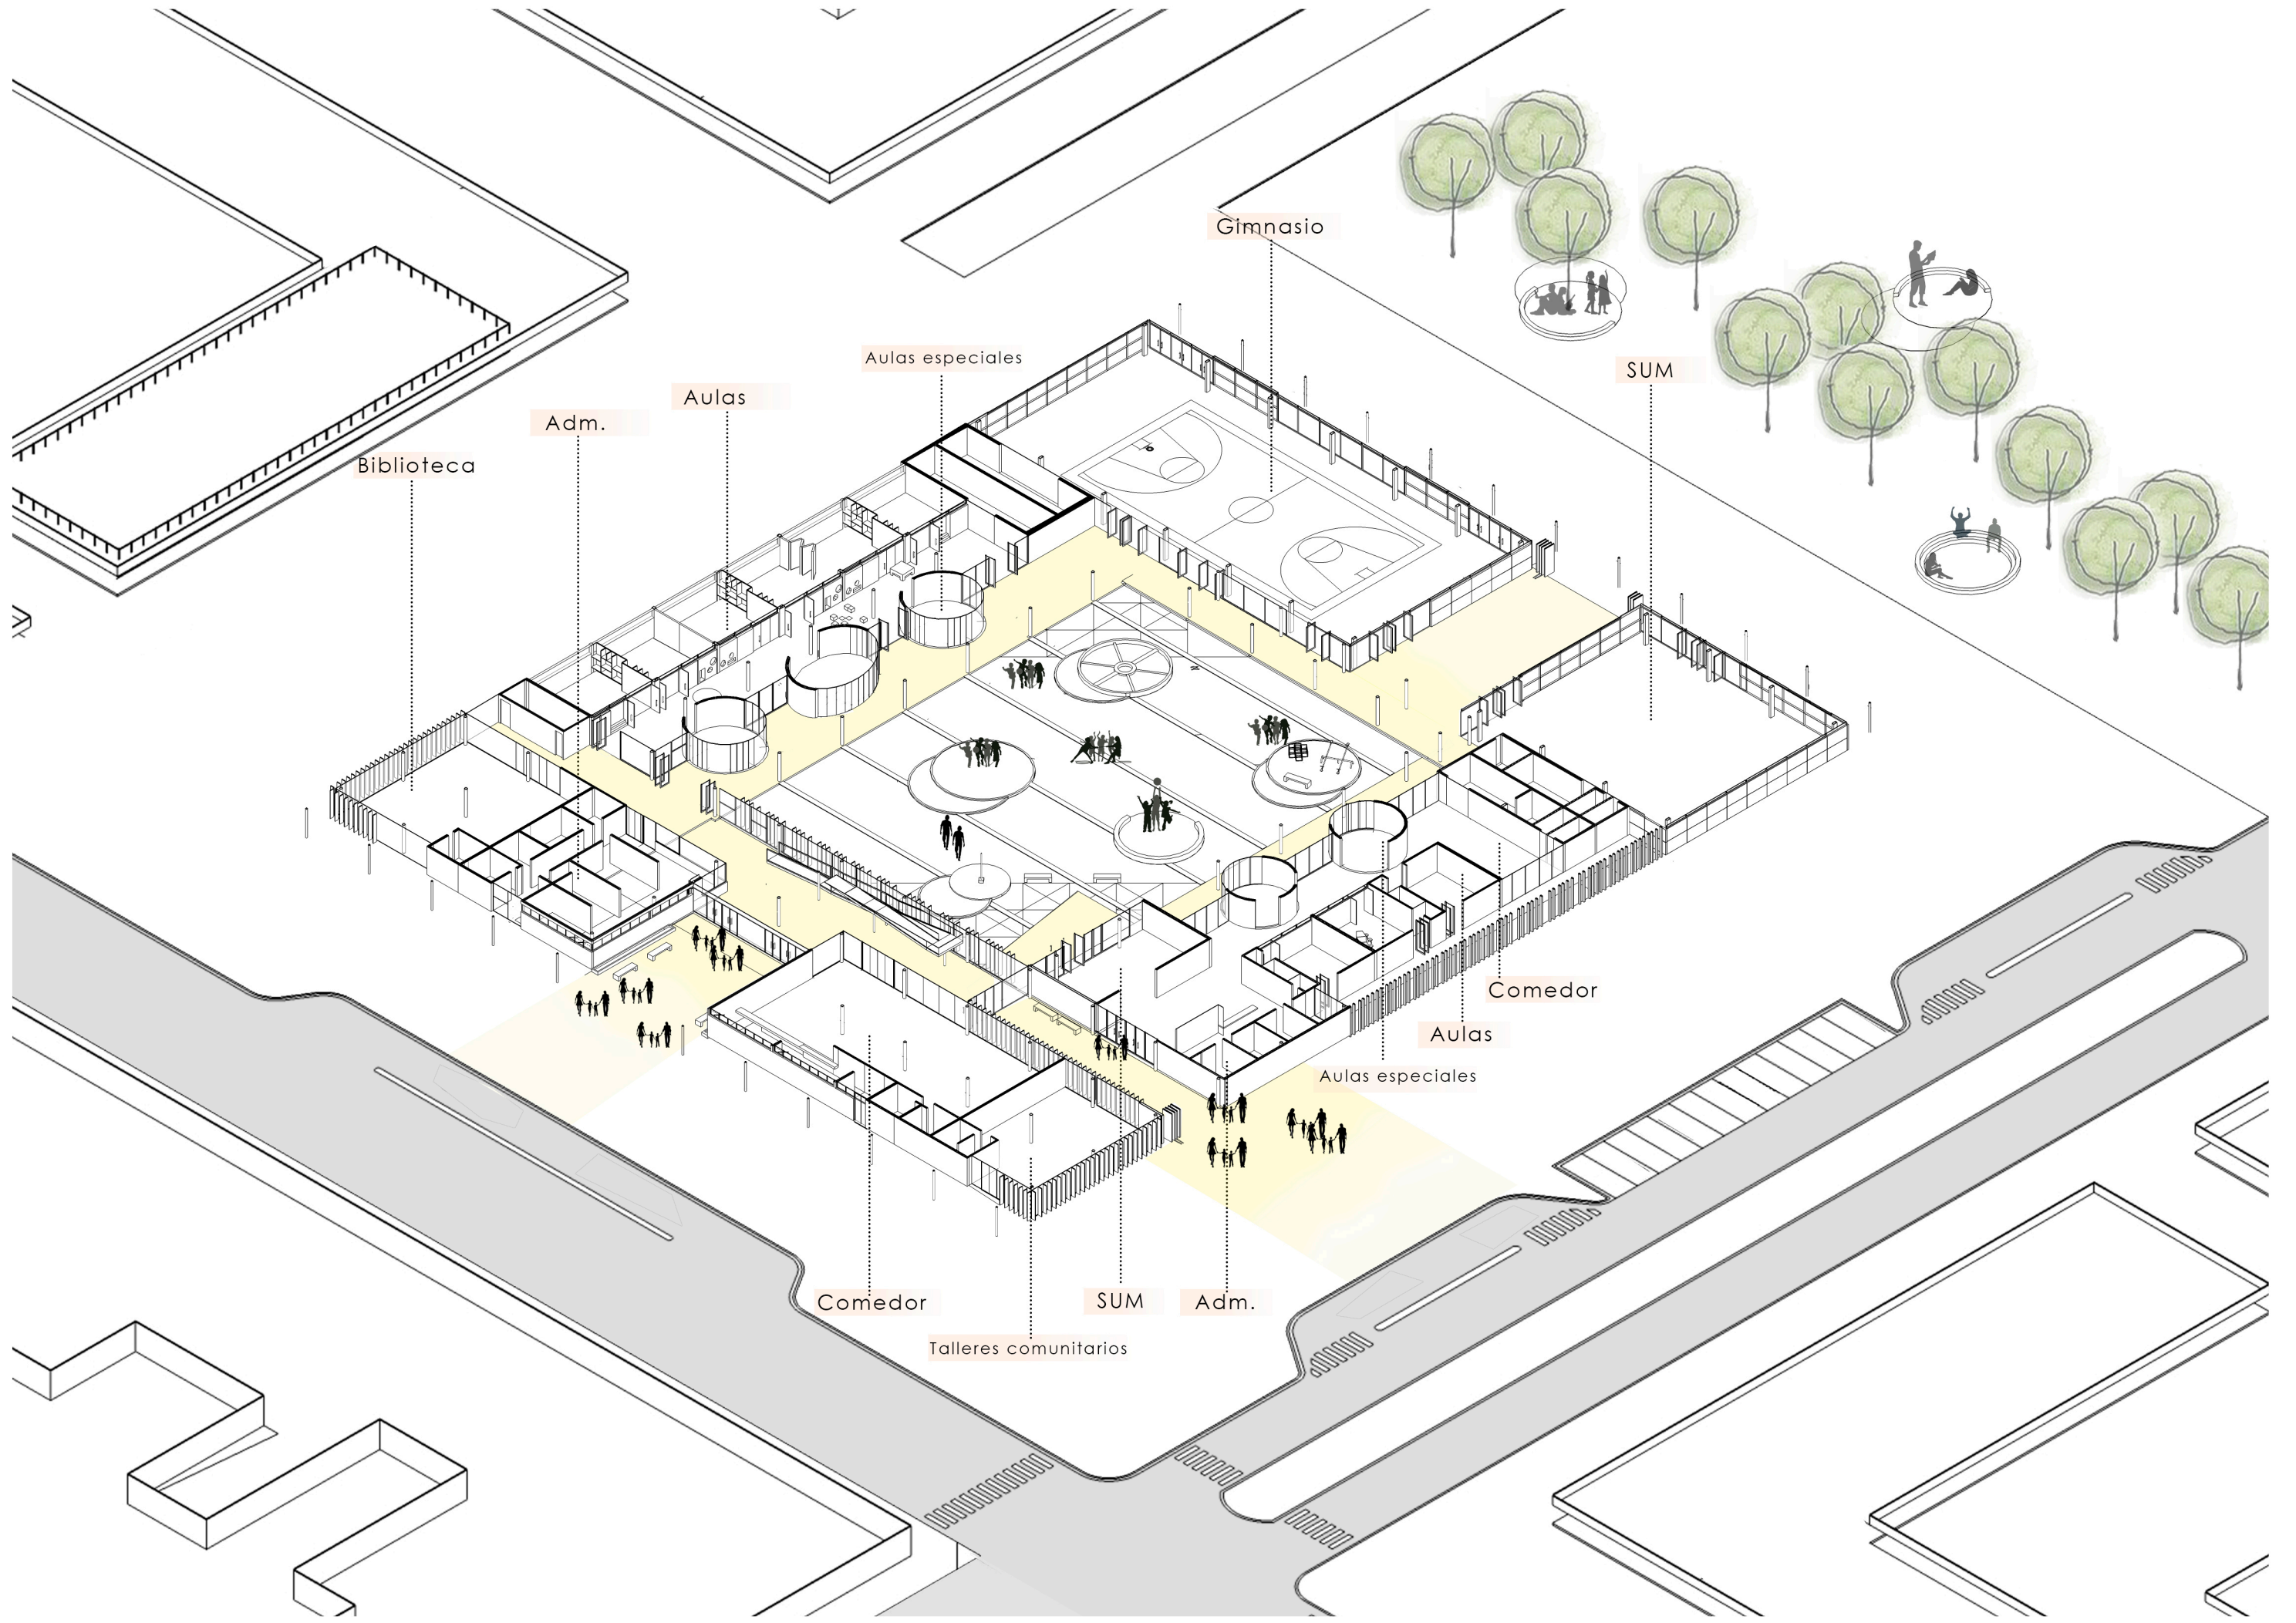 Gimnasio
Aulas especiales
SUM
Aulas
Adm.
Biblioteca
Comedor
Aulas
Aulas especiales
Comedor
SUM
Adm.
Talleres comunitarios